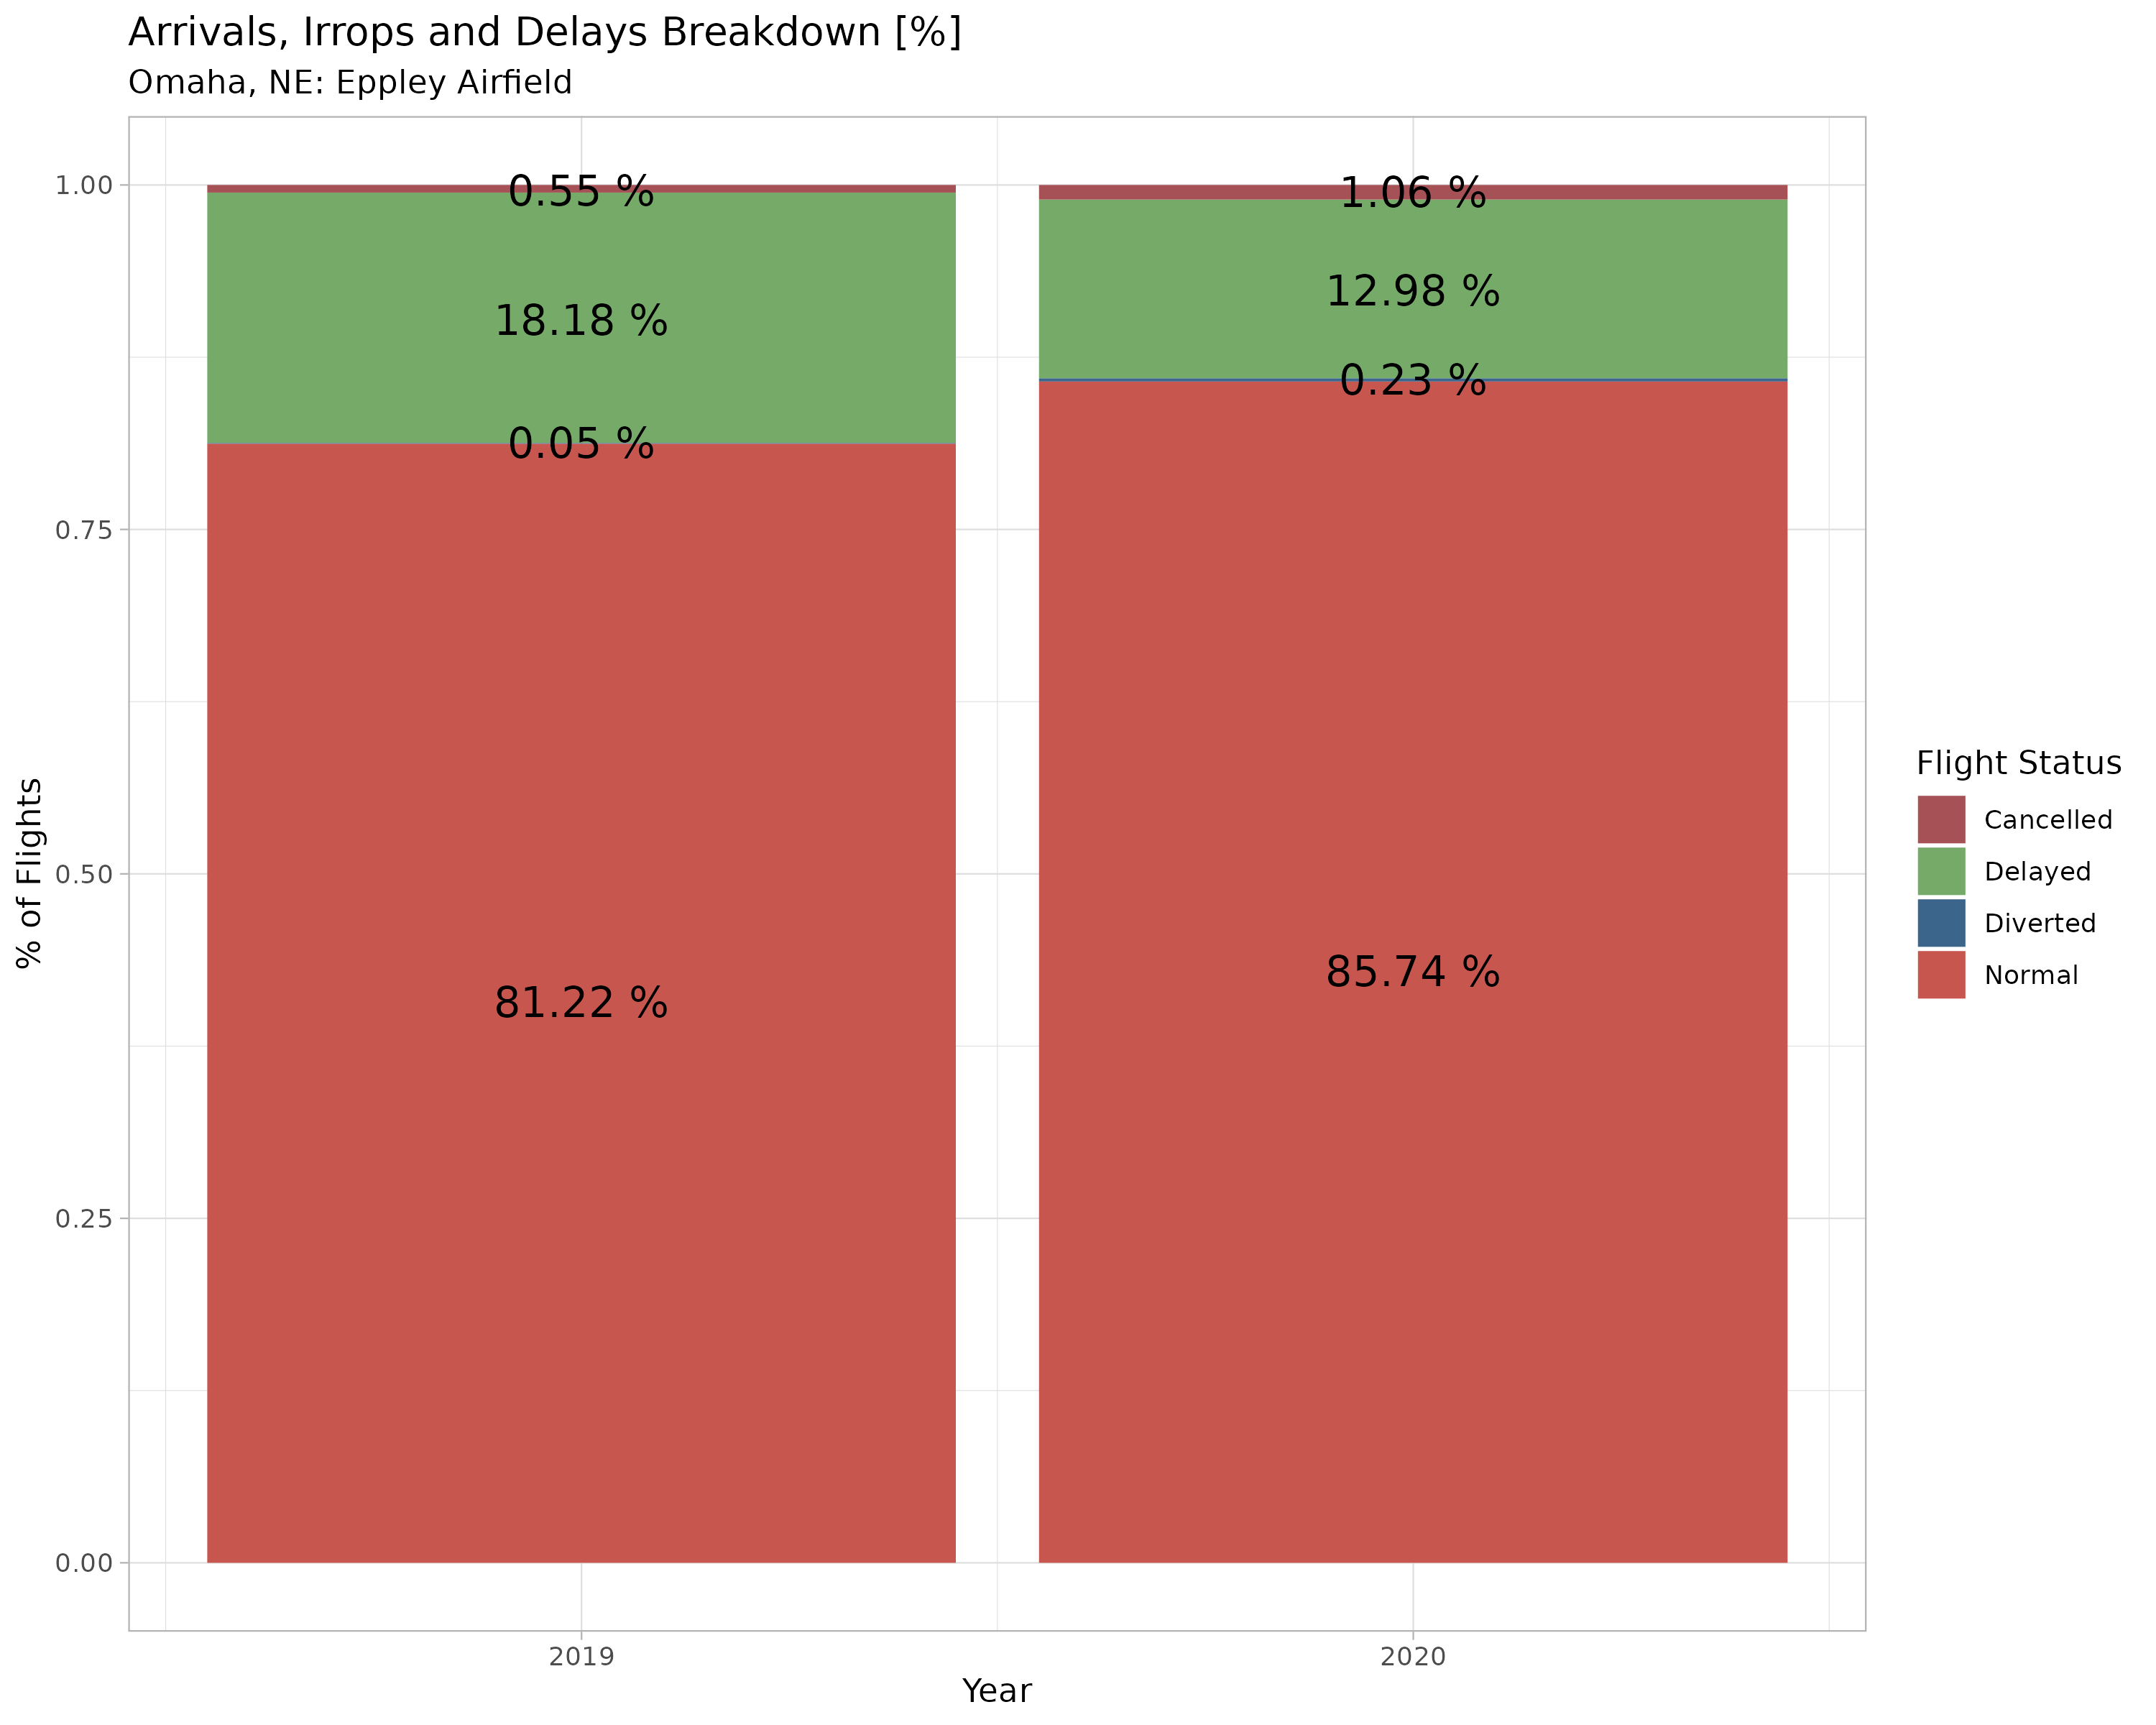 Arrivals, Irrops and Delays Breakdown [%]
Omaha, NE: Eppley Airfield
% of Flights
1.00
0.75
0.50
0.25
0.00
0.55 %
18.18 %
0.05 %
81.22 %
1.06 %
12.98 %
0.23 %
85.74 %
2019
2020
Year
Flight Status
Cancelled
Delayed
Diverted
Normal